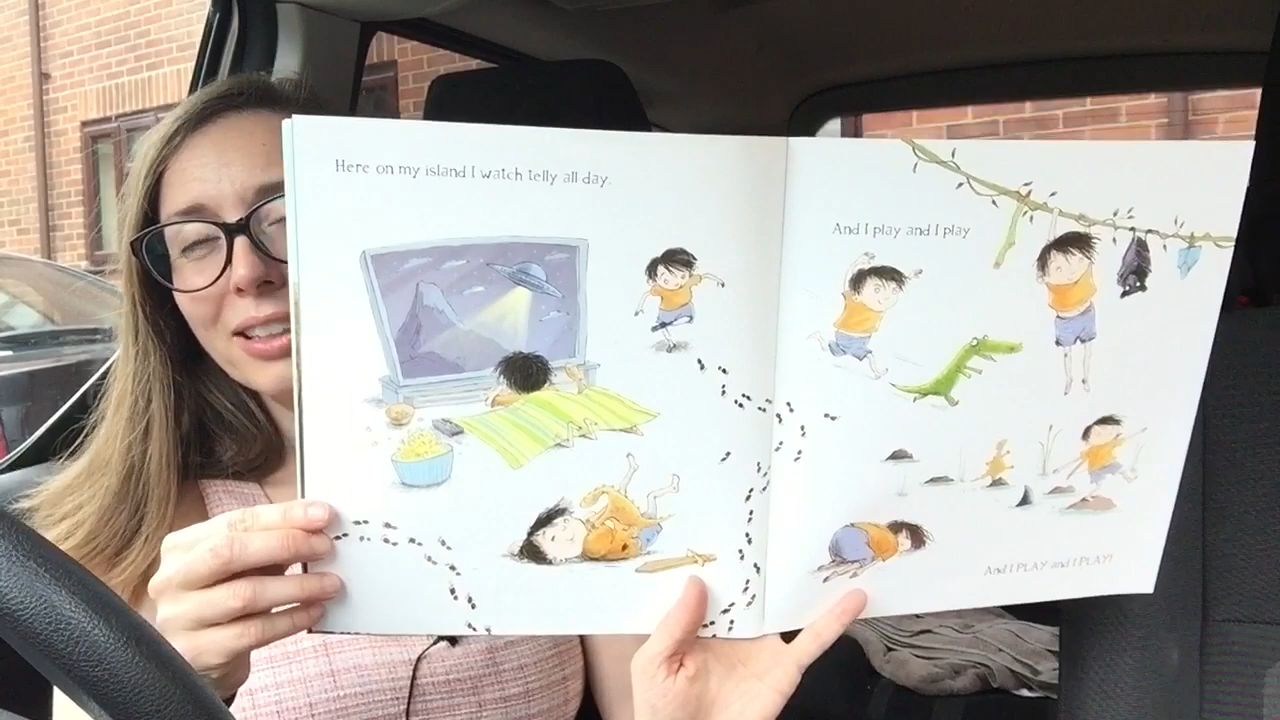 Here on my island I watch telly all day.
And I play and I play
And I PLAY and I PLAY!